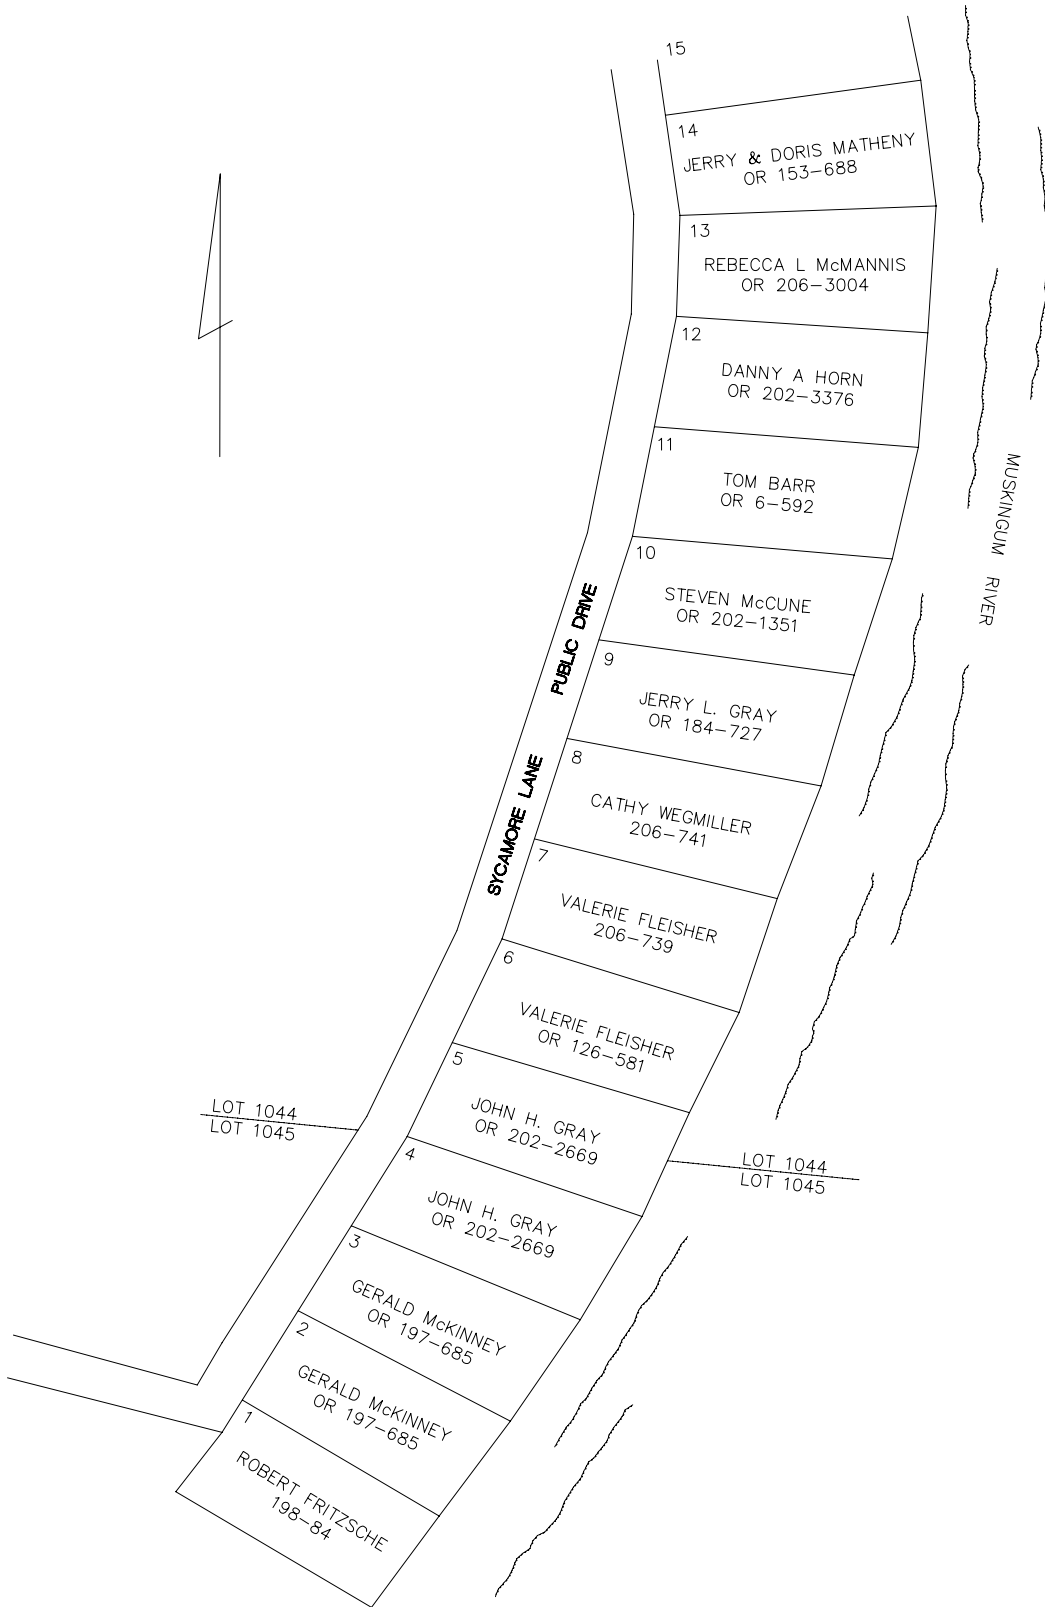 15
14
JERRY & DORIS MATHENY
OR 153-688
13
REBECCA L McMANNIS
OR 206-3004
12
DANNY A HORN
OR 202-3376
11
TOM BARR
OR 6-592
MUSKINGUM RIVER
10
STEVEN McCUNE
OR 202-1351
PUBLIC DRIVE
9
JERRY L. GRAY
OR 184-727
SYCAMORE LANE
8
CATHY WEGMILLER
206-741
7
VALERIE FLEISHER
206-739
6
VALERIE FLEISHER
OR 126-581
5
JOHN H. GRAY
OR 202-2669
LOT 1044
LOT 1045
LOT 1044
LOT 1045
4
JOHN H. GRAY
OR 202-2669
3
GERALD McKINNEY
OR 197-685
2
GERALD McKINNEY
OR 197-685
1
ROBERT FRITZSCHE
198-84